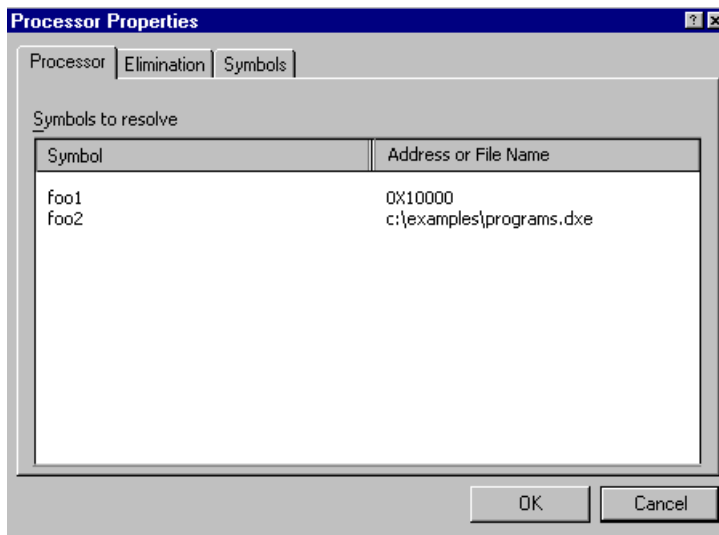 Processor Properties
Processor Elimination Symbols
Symbols to resolve
Symbol Address or File Name
foo1 0X10000
foo2 c:\examples\programs.dxe
OK Cancel